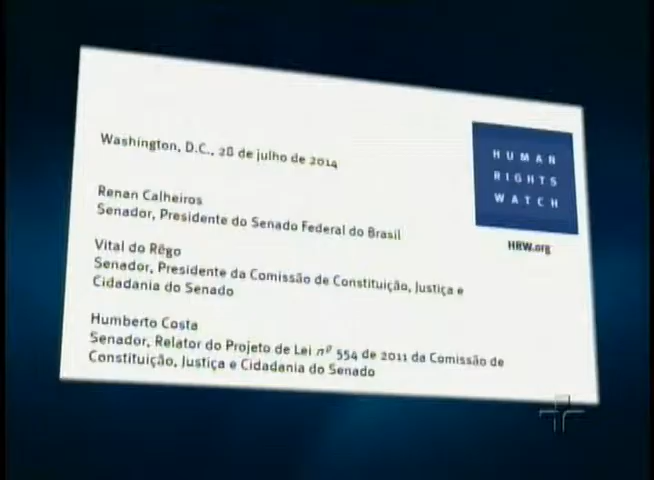 Washington, D.C., 28 de julho de 2014
HUMAN
RIGHTS
WATCH
HRW.org
Renan Calheiros
Senador, Presidente do Senado Federal do Brasil
Vital do Rêgo
Senador, Presidente da Comissão de Constituição, Justiça e
Cidadania do Senado
Humberto Costa
Senador, Relator do Projeto de Lei nº 554 de 2011 da Comissão de
Constituição, Justiça e Cidadania do Senado